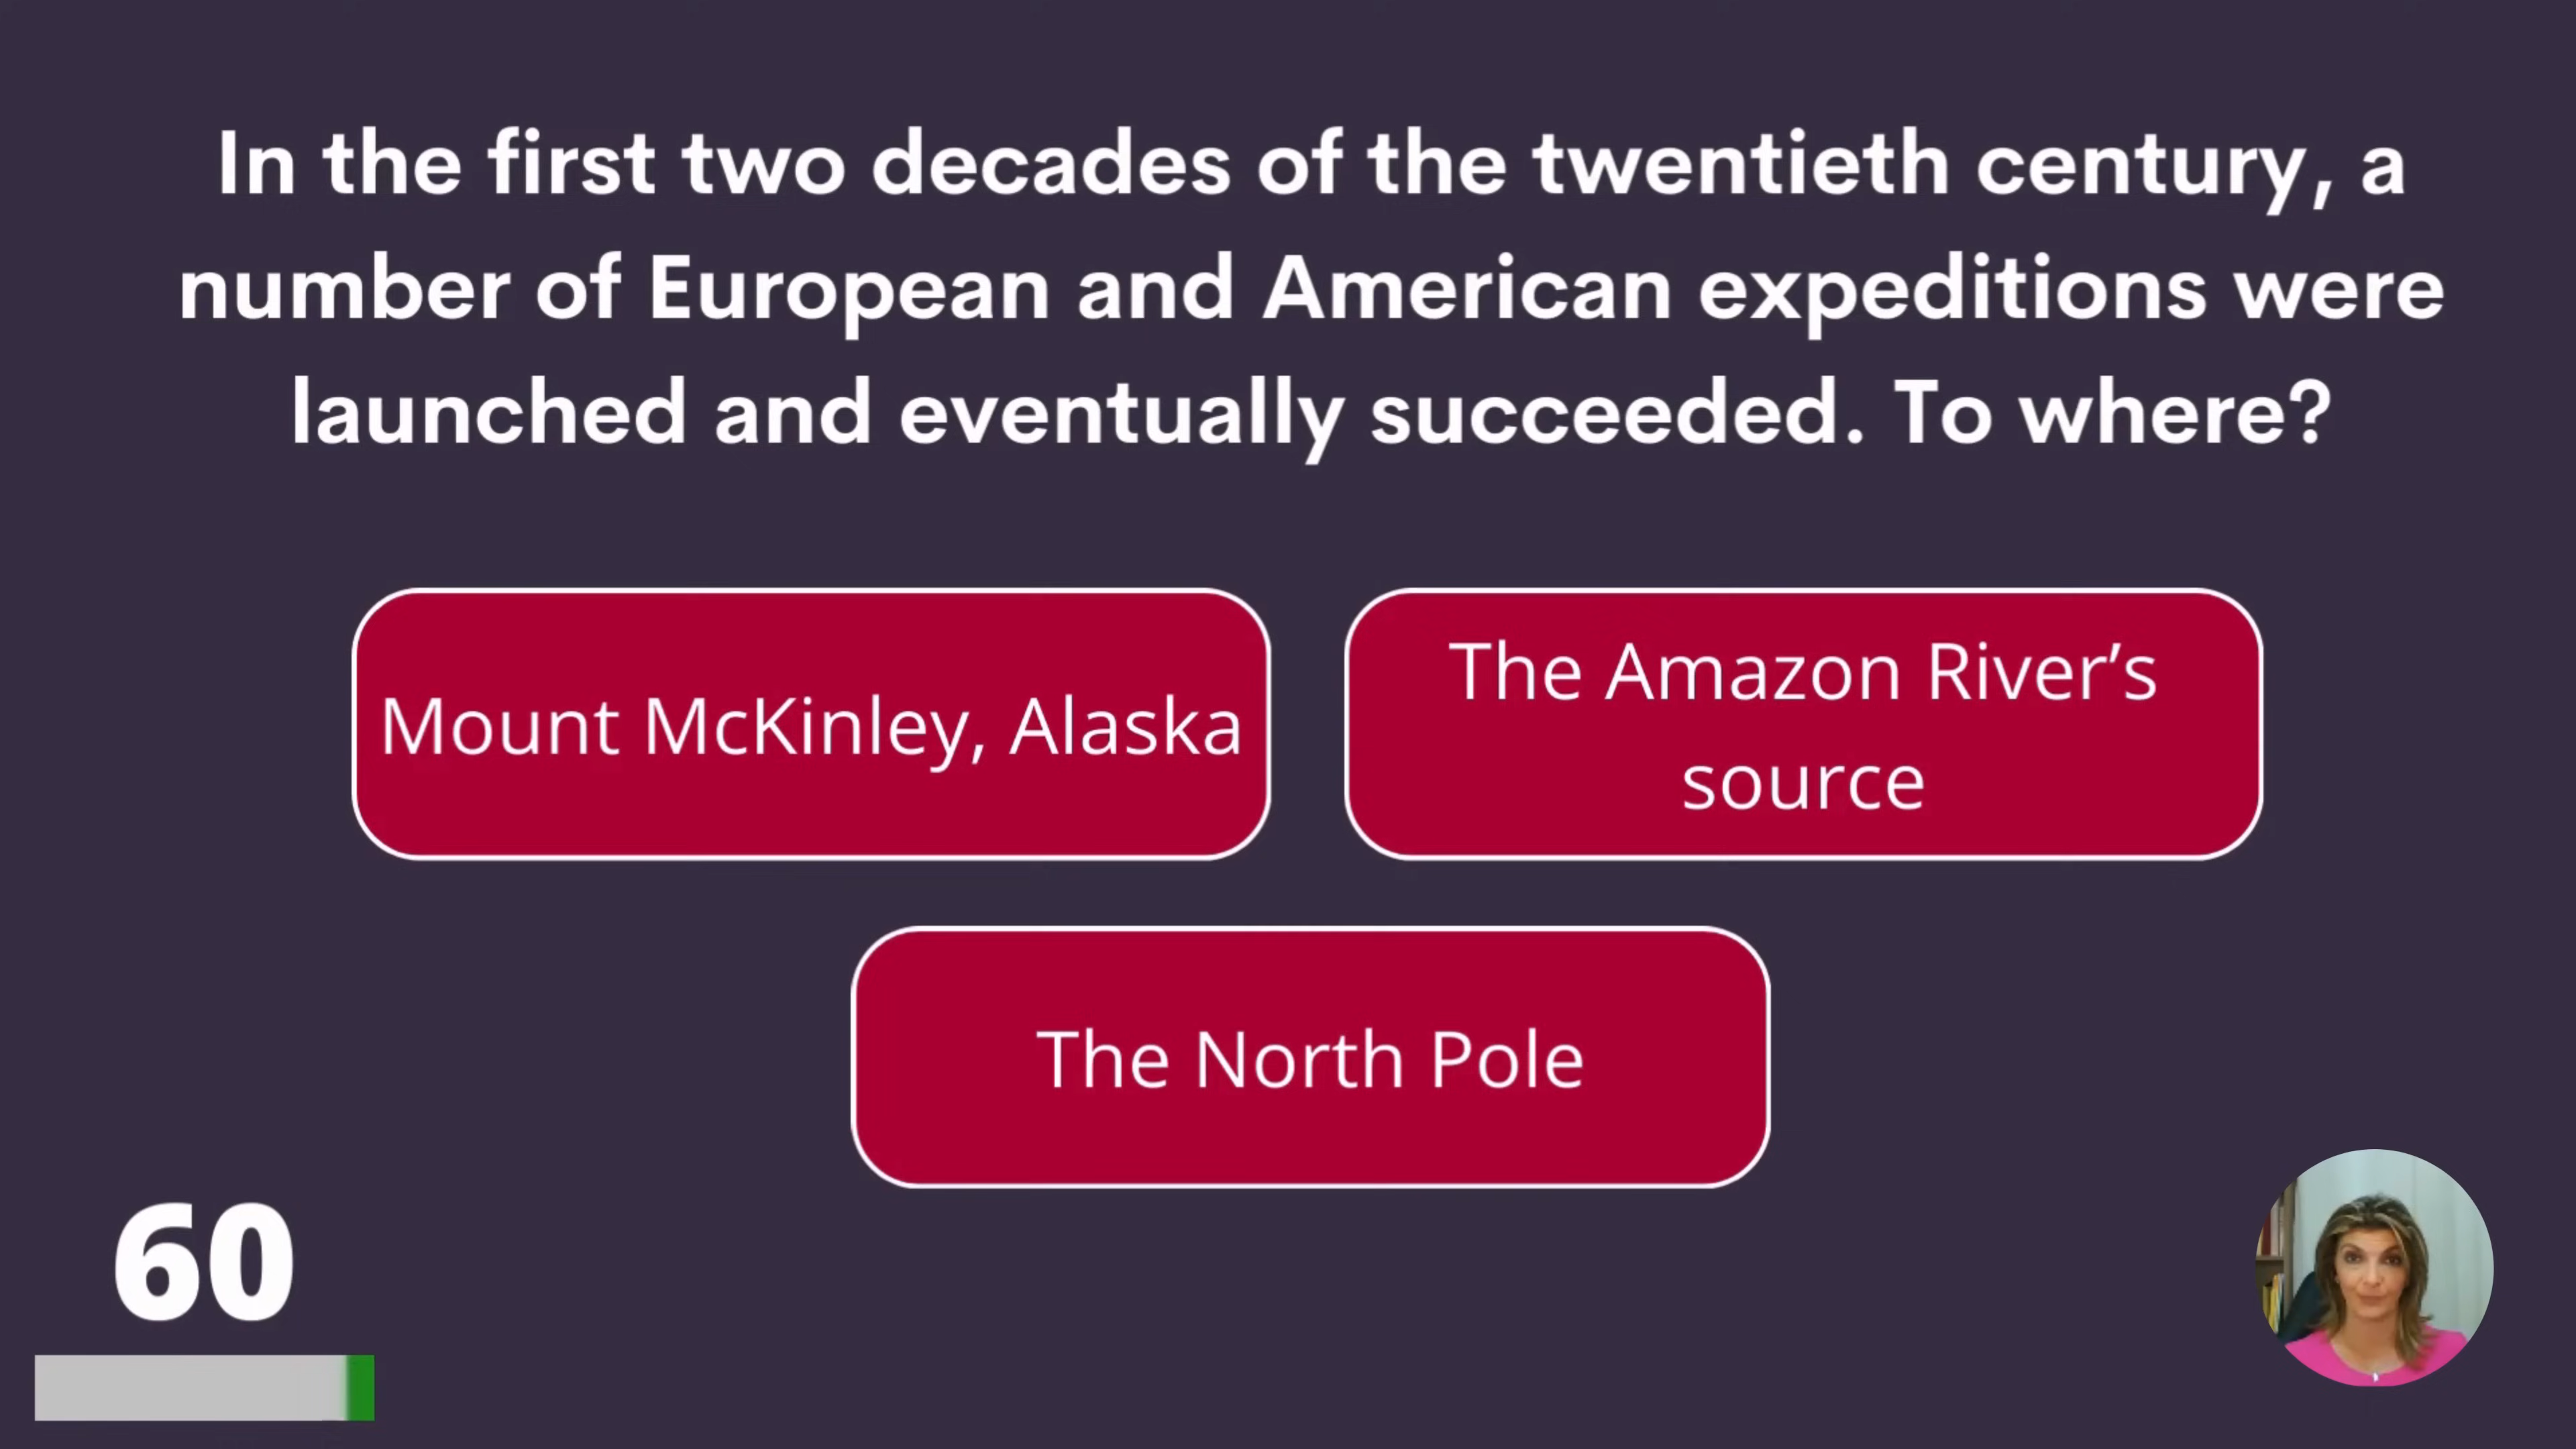 In the first two decades of the twentieth century, a
number of European and American expeditions were
launched and eventually succeeded. To where?
Mount McKinley, Alaska
The Amazon River’s
source
The North Pole
60